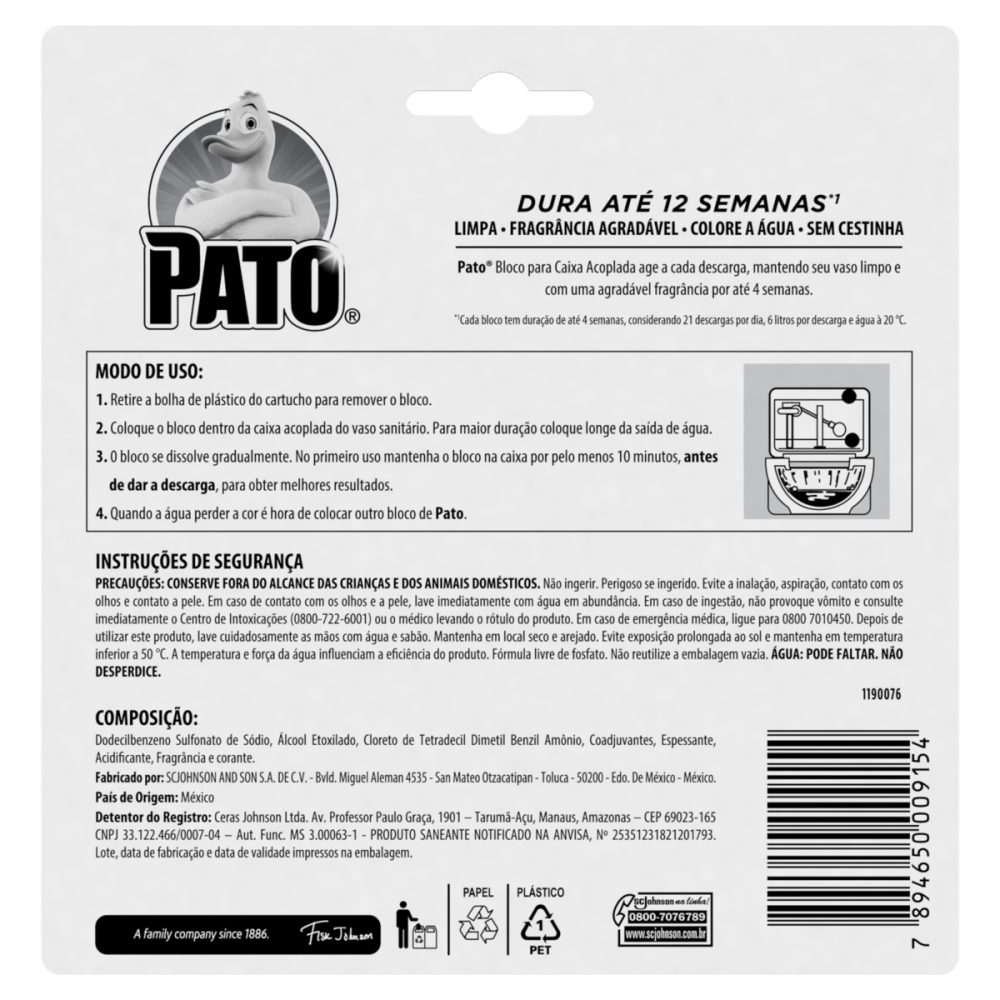 PATO®
DURA ATÉ 12 SEMANAS*¹
LIMPA • FRAGRÂNCIA AGRADÁVEL • COLORE A ÁGUA • SEM CESTINHA
Pato® Bloco para Caixa Acoplada age a cada descarga, mantendo seu vaso limpo e
com uma agradável fragrância por até 4 semanas.
*¹Cada bloco tem duração de até 4 semanas, considerando 21 descargas por dia, 6 litros por descarga e água à 20 °C.
MODO DE USO:
1. Retire a bolha de plástico do cartucho para remover o bloco.
2. Coloque o bloco dentro da caixa acoplada do vaso sanitário. Para maior duração coloque longe da saída de água.
3. O bloco se dissolve gradualmente. No primeiro uso mantenha o bloco na caixa por pelo menos 10 minutos, antes
de dar a descarga, para obter melhores resultados.
4. Quando a água perder a cor é hora de colocar outro bloco de Pato.
INSTRUÇÕES DE SEGURANÇA
PRECAUÇÕES: CONSERVE FORA DO ALCANCE DAS CRIANÇAS E DOS ANIMAIS DOMÉSTICOS. Não ingerir. Perigoso se ingerido. Evite a inalação, aspiração, contato com os
olhos e contato a pele. Em caso de contato com os olhos e a pele, lave imediatamente com água em abundância. Em caso de ingestão, não provoque vômito e consulte
imediatamente o Centro de Intoxicações (0800-722-6001) ou o médico levando o rótulo do produto. Em caso de emergência médica, ligue para 0800 7010450. Depois de
utilizar este produto, lave cuidadosamente as mãos com água e sabão. Mantenha em local seco e arejado. Evite exposição prolongada ao sol e mantenha em temperatura
inferior a 50 °C. A temperatura e força da água influenciam a eficiência do produto. Fórmula livre de fosfato. Não reutilize a embalagem vazia. ÁGUA: PODE FALTAR. NÃO
DESPERDICE.
1190076
COMPOSIÇÃO:
Dodecilbenzeno Sulfonato de Sódio, Álcool Etoxilado, Cloreto de Tetradecil Dimetil Benzil Amônio, Coadjuvantes, Espessante,
Acidificante, Fragrância e corante.
Fabricado por: SCJOHNSON AND SON S.A. DE C.V. - Bvld. Miguel Aleman 4535 - San Mateo Otzacatipan - Toluca - 50200 - Edo. De México - México.
País de Origem: México
Detentor do Registro: Ceras Johnson Ltda. Av. Professor Paulo Graça, 1901 – Tarumã-Açu, Manaus, Amazonas – CEP 69023-165
CNPJ 33.122.466/0007-04 – Aut. Func. MS 3.00063-1 - PRODUTO SANEANTE NOTIFICADO NA ANVISA, Nº 25351231821201793.
Lote, data de fabricação e data de validade impressos na embalagem.
7894650009154
A family company since 1886.
Fisk Johnson
PAPEL
PLÁSTICO
1
PET
SCJohnson na linha!
0800-7076789
www.scjohnson.com.br